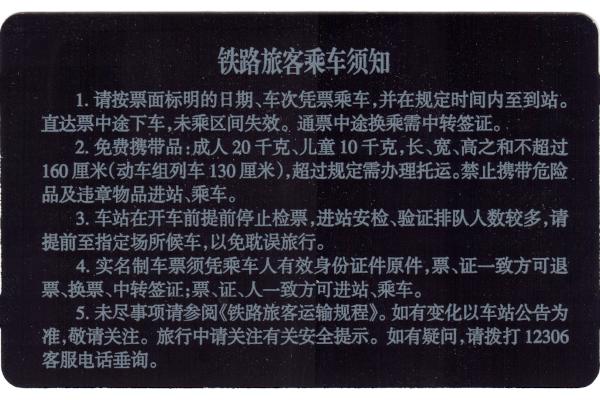 铁路旅客乘车须知
1. 请按票面标明的日期、车次凭票乘车,并在规定时间内至到站。
直达票中途下车,未乘区间失效。通票中途换乘需中转签证。
2. 免费携带品:成人 20 千克、儿童 10 千克,长、宽、高之和不超过
160 厘米(动车组列车 130 厘米),超过规定需办理托运。禁止携带危险
品及违章物品进站、乘车。
3. 车站在开车前提前停止检票,进站安检、验证排队人数较多,请
提前至指定场所候车,以免耽误旅行。
4. 实名制车票须凭乘车人有效身份证件原件,票、证一致方可退
票、换票、中转签证;票、证、人一致方可进站、乘车。
5. 未尽事项请参阅《铁路旅客运输规程》。如有变化以车站公告为
准,敬请关注。旅行中请关注有关安全提示。如有疑问,请拨打 12306
客服电话垂询。